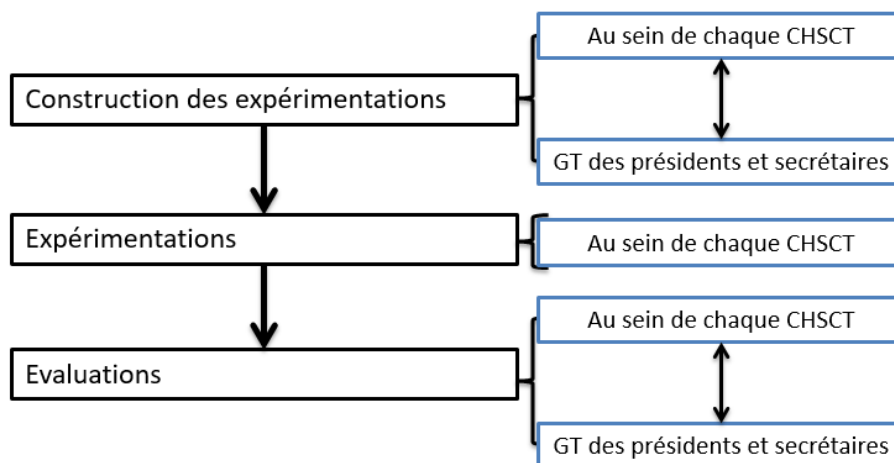 Au sein de chaque CHSCT
Construction des expérimentations
GT des présidents et secrétaires
Expérimentations
Au sein de chaque CHSCT
Au sein de chaque CHSCT
Evaluations
GT des présidents et secrétaires